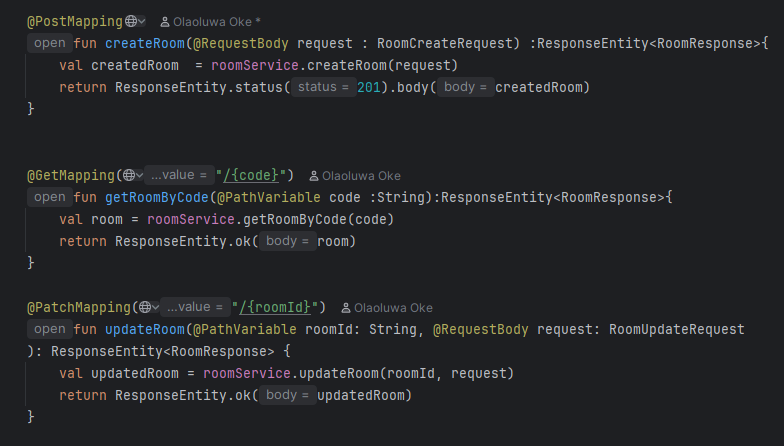 @PostMapping Olaoluwa Oke *
open fun createRoom(@RequestBody request : RoomCreateRequest) :ResponseEntity<RoomResponse>{
val createdRoom  = roomService.createRoom(request)
return ResponseEntity.status( status = 201).body( body = createdRoom)
}
@GetMapping( ...value = "/{code}") Olaoluwa Oke
open fun getRoomByCode(@PathVariable code :String):ResponseEntity<RoomResponse>{
val room = roomService.getRoomByCode(code)
return ResponseEntity.ok( body = room)
}
@PatchMapping( ...value = "/{roomId}") Olaoluwa Oke
open fun updateRoom(@PathVariable roomId: String, @RequestBody request: RoomUpdateRequest
): ResponseEntity<RoomResponse> {
val updatedRoom = roomService.updateRoom(roomId, request)
return ResponseEntity.ok( body = updatedRoom)
}